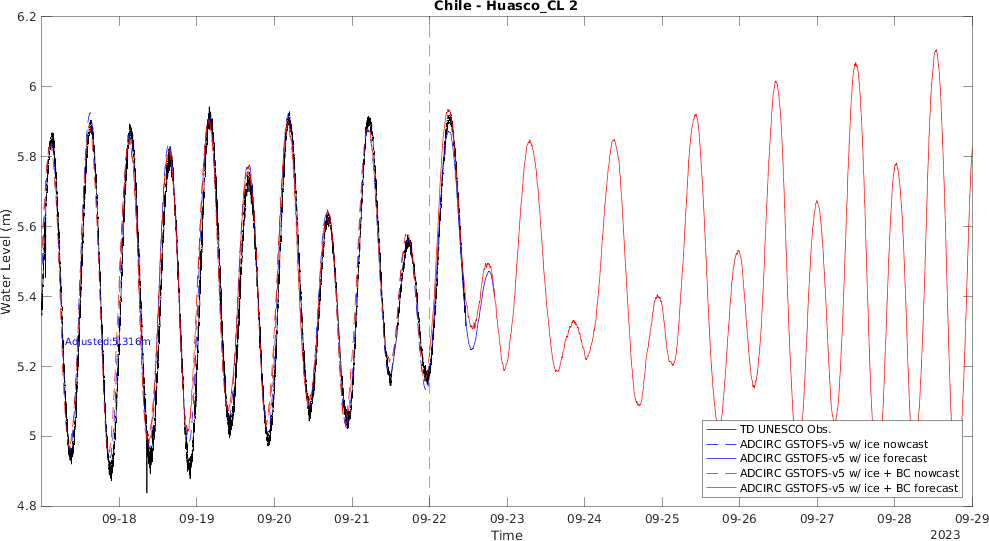 Chile - Huasco_CL 2
6.2
6
5.8
5.6
5.4
5.2
5
4.8
Water Level (m)
Adjusted:5.316m
TD UNESCO Obs.
ADCIRC GSTOFS-v5 w/ ice nowcast
ADCIRC GSTOFS-v5 w/ ice forecast
ADCIRC GSTOFS-v5 w/ ice + BC nowcast
ADCIRC GSTOFS-v5 w/ ice + BC forecast
09-18 09-19 09-20 09-21 09-22 09-23 09-24 09-25 09-26 09-27 09-28 09-29
Time
2023